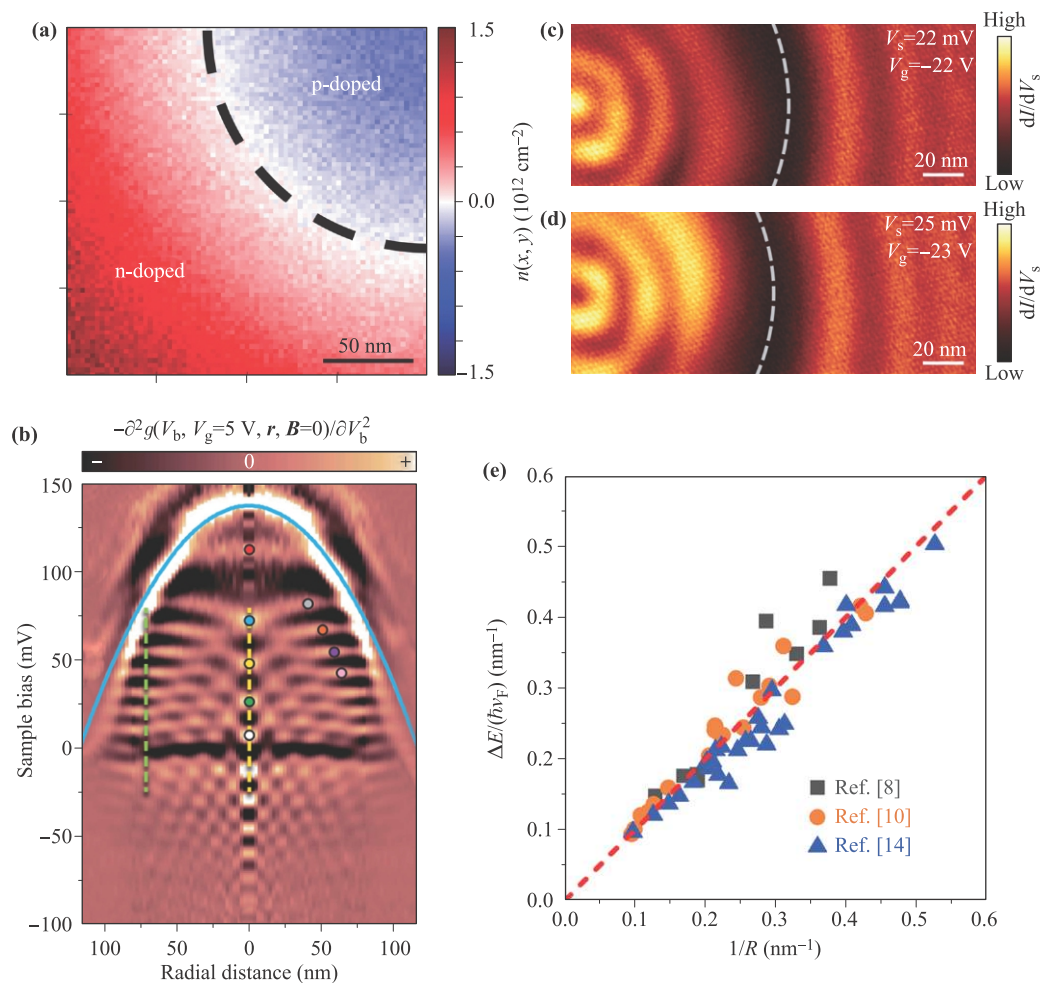 (a)
p-doped
n-doped
50 nm
1.5
0.0
−1.5
n(x, y) (10¹² cm⁻²)
(c)
Vs=22 mV
Vg=−22 V
20 nm
High
Low
dI/dVs
(d)
Vs=25 mV
Vg=−23 V
20 nm
High
Low
dI/dVs
(b)
−∂²g(Vb, Vg=5 V, r, B=0)/∂Vb²
− 0 +
150
100
50
0
−50
−100
Sample bias (mV)
100 50 0 50 100
Radial distance (nm)
(e)
0.6
0.5
0.4
0.3
0.2
0.1
0.0
ΔE/(ħvF) (nm⁻¹)
Ref. [8]
Ref. [10]
Ref. [14]
0.0 0.1 0.2 0.3 0.4 0.5 0.6
1/R (nm⁻¹)